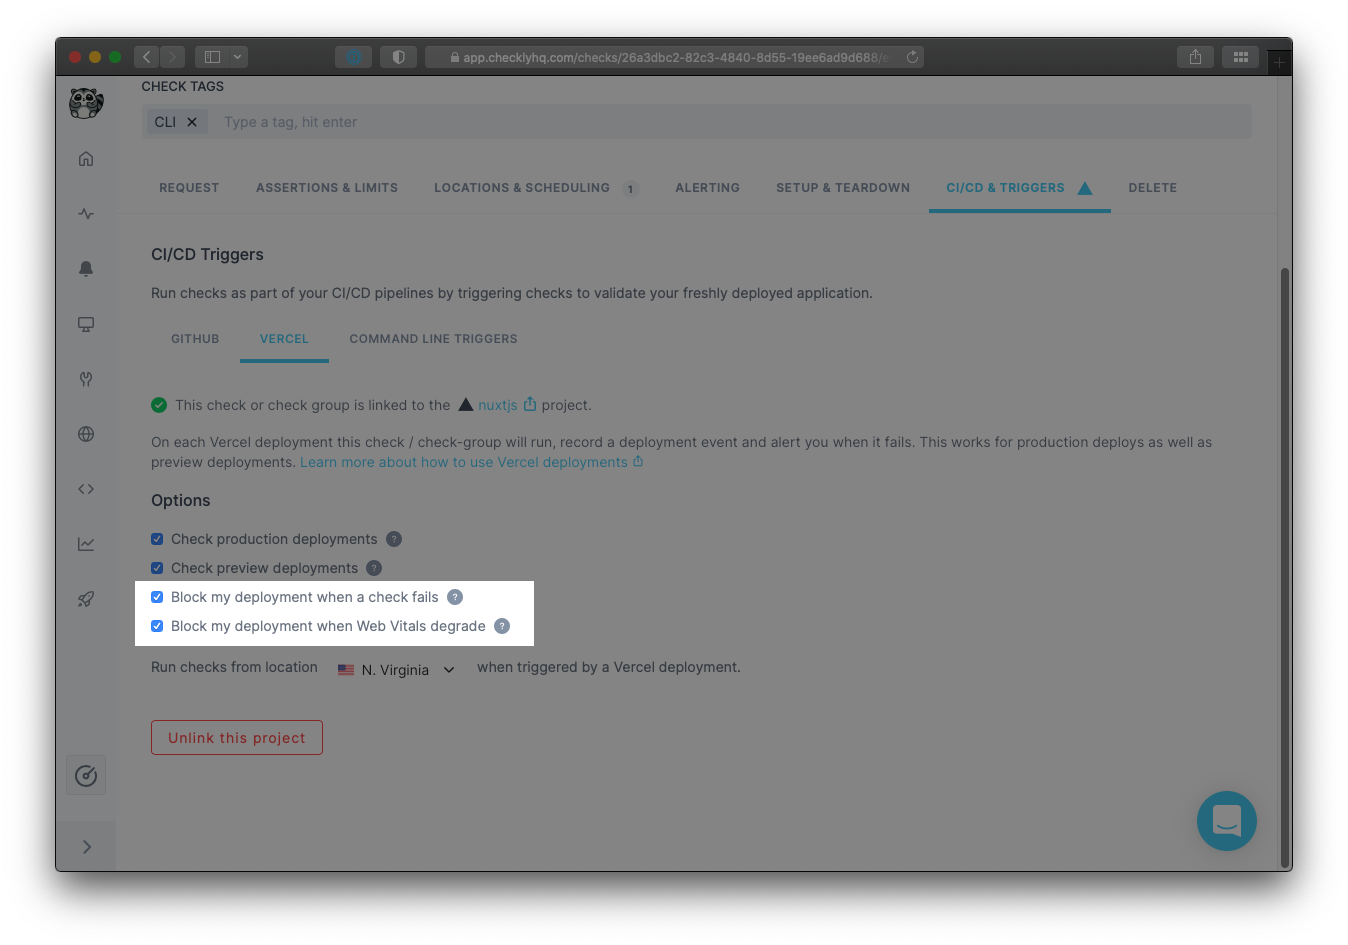 app.checklyhq.com/checks/26a3dbc2-82c3-4840-8d55-19ee6ad9d688/e
CHECK TAGS
CLI Type a tag, hit enter
REQUEST ASSERTIONS & LIMITS LOCATIONS & SCHEDULING 1 ALERTING SETUP & TEARDOWN CI/CD & TRIGGERS DELETE
CI/CD Triggers
Run checks as part of your CI/CD pipelines by triggering checks to validate your freshly deployed application.
GITHUB VERCEL COMMAND LINE TRIGGERS
This check or check group is linked to the nuxtjs project.
On each Vercel deployment this check / check-group will run, record a deployment event and alert you when it fails. This works for production deploys as well as
preview deployments. Learn more about how to use Vercel deployments
Options
Check production deployments ?
Check preview deployments ?
Block my deployment when a check fails ?
Block my deployment when Web Vitals degrade ?
Run checks from location N. Virginia when triggered by a Vercel deployment.
Unlink this project